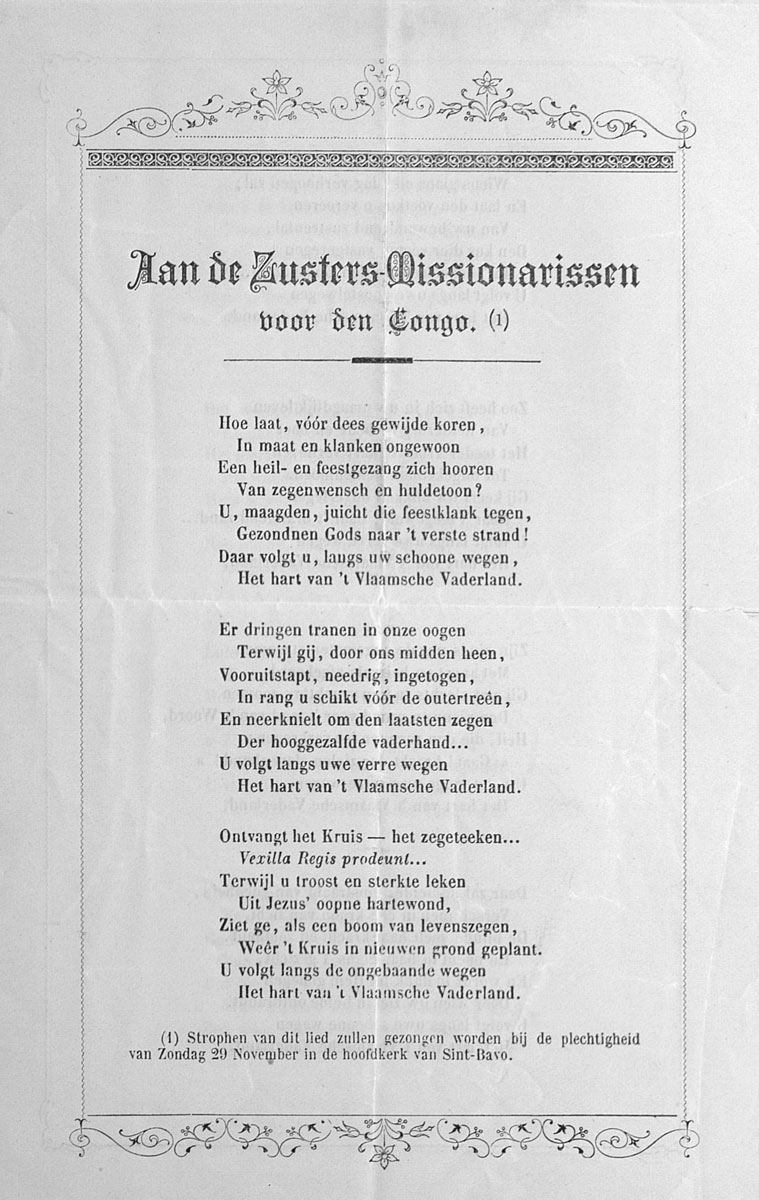 Aan de Zusters-Missionarissen
voor den Congo. (1)
Hoe laat, vóór dees gewijde koren,
In maat en klanken ongewoon
Een heil- en feestgezang zich hooren
Van zegenwensch en huldetoon?
U, maagden, juicht die feestklank tegen,
Gezondnen Gods naar 't verste strand!
Daar volgt u, langs uw schoone wegen,
Het hart van 't Vlaamsche Vaderland.
Er dringen tranen in onze oogen
Terwijl gij, door ons midden heen,
Vooruitstapt, needrig, ingetogen,
In rang u schikt vóór de outertreên,
En neerknielt om den laatsten zegen
Der hooggezalfde vaderhand...
U volgt langs uwe verre wegen
Het hart van 't Vlaamsche Vaderland.
Ontvangt het Kruis — het zegeteeken...
Vexilla Regis prodeunt...
Terwijl u troost en sterkte leken
Uit Jezus' oopne hartewond,
Ziet ge, als een boom van levenszegen,
Weêr 't Kruis in nieuwen grond geplant.
U volgt langs de ongebaande wegen
Het hart van 't Vlaamsche Vaderland.
(1) Strophen van dit lied zullen gezongen worden bij de plechtigheid
van Zondag 29 November in de hoofdkerk van Sint-Bavo.